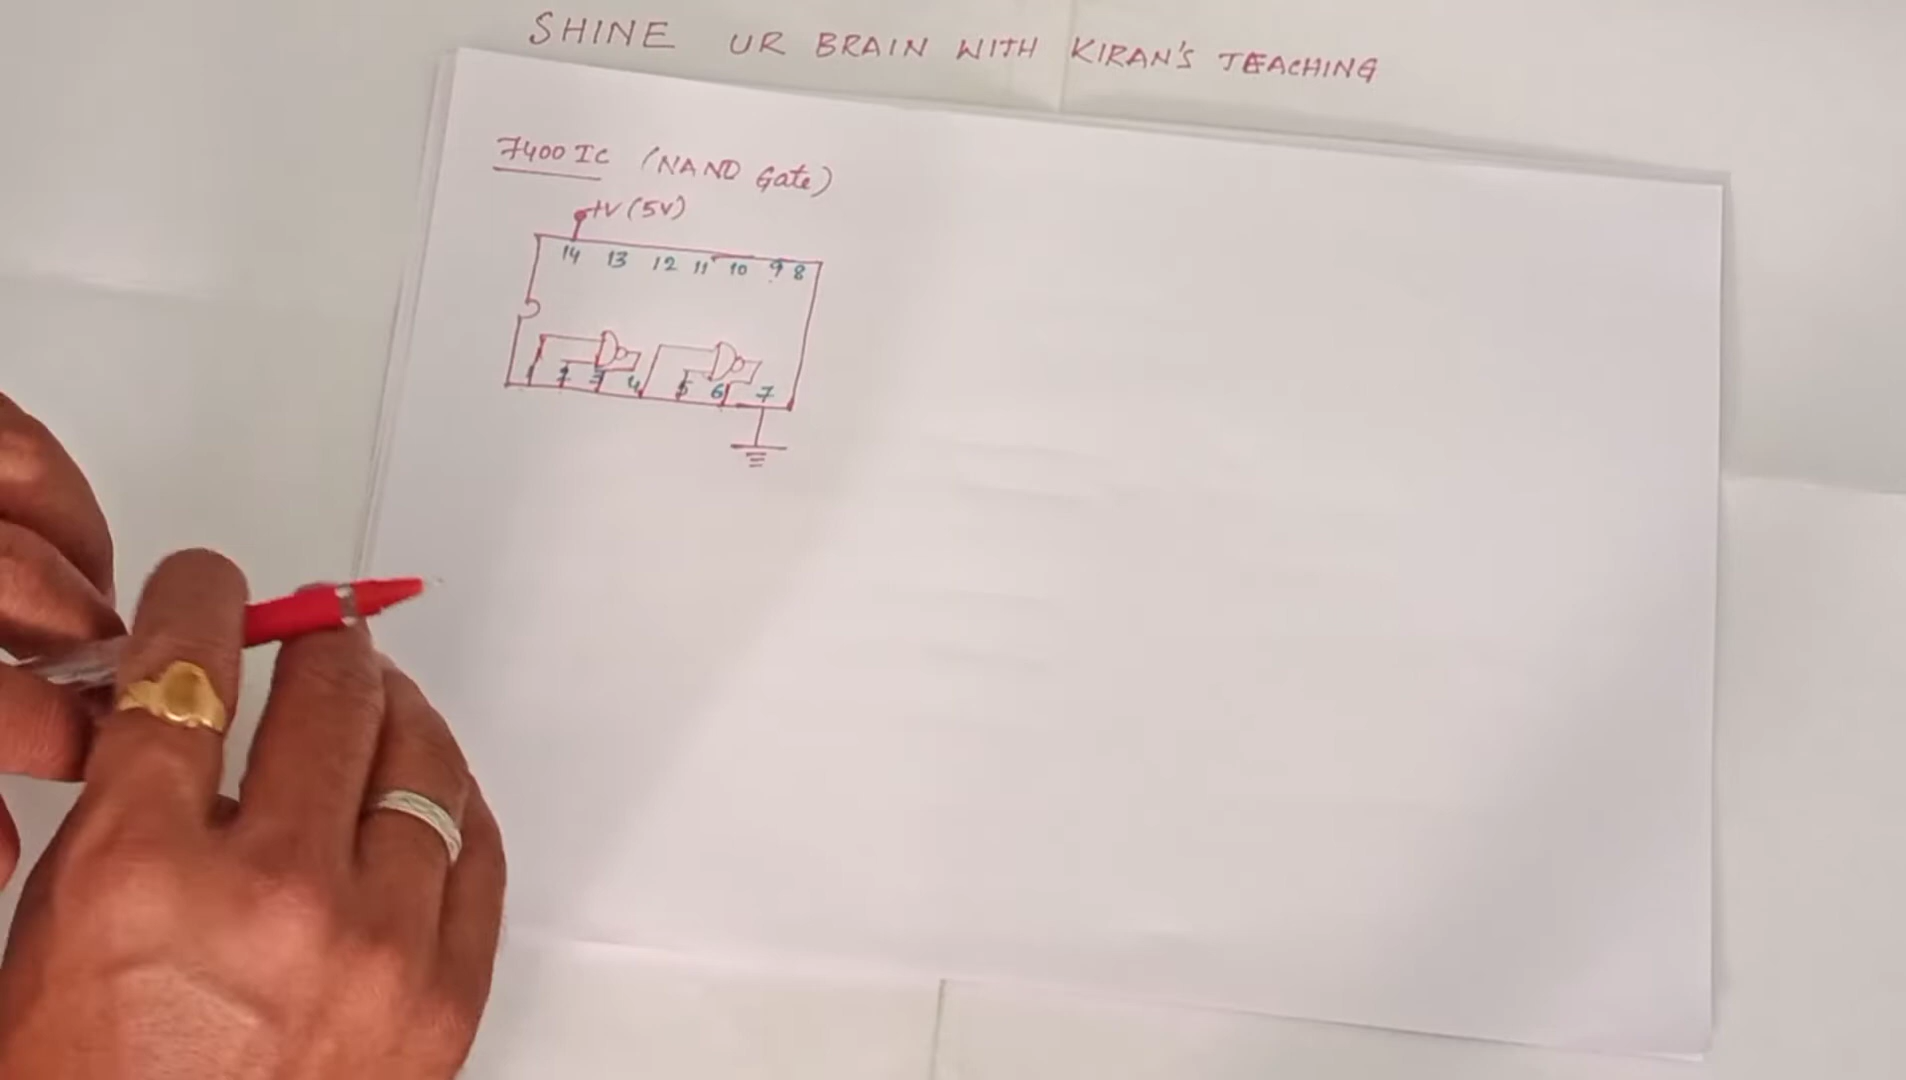 SHINE UR BRAIN WITH KIRAN'S TEACHING
7400 IC (NAND Gate)
+V (5V)
14 13 12 11 10 9 8
1 2 3 4 5 6 7